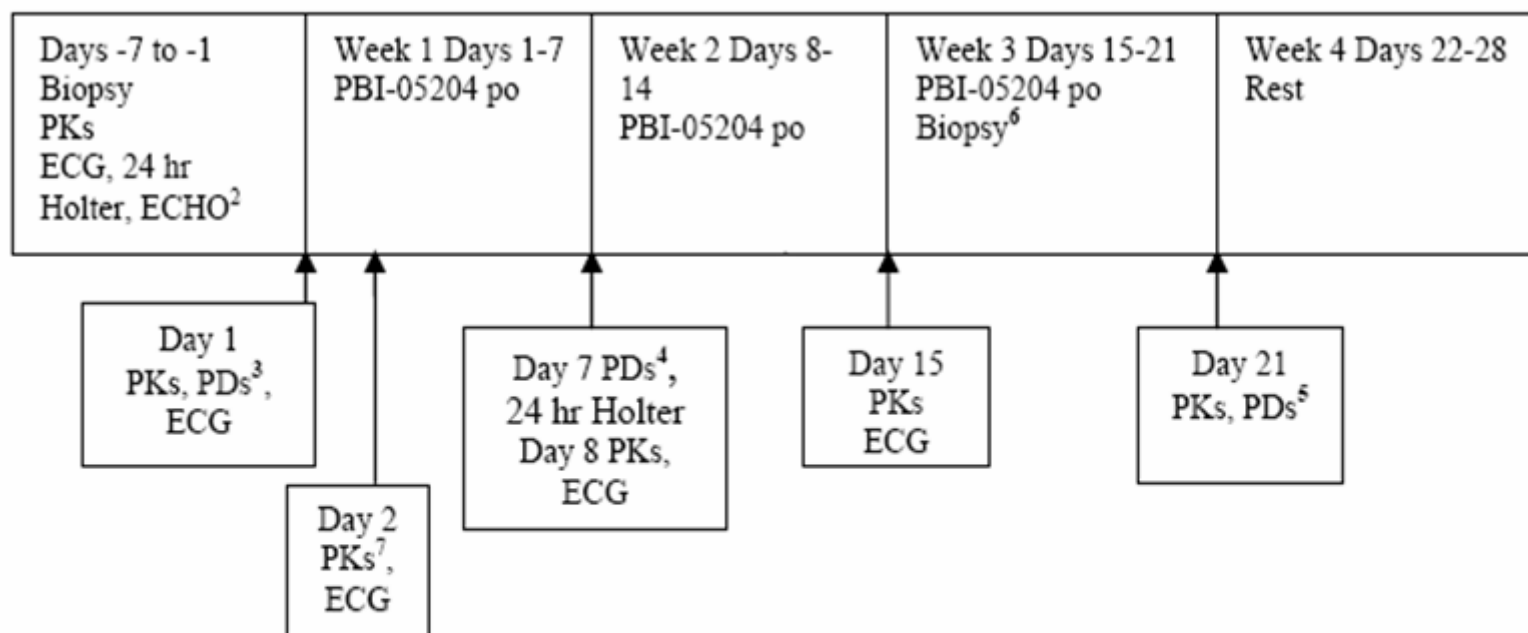 Days -7 to -1
Biopsy
PKs
ECG, 24 hr
Holter, ECHO²
Week 1 Days 1-7
PBI-05204 po
Week 2 Days 8-
14
PBI-05204 po
Week 3 Days 15-21
PBI-05204 po
Biopsy⁶
Week 4 Days 22-28
Rest
Day 1
PKs, PDs³,
ECG
Day 2
PKs⁷,
ECG
Day 7 PDs⁴,
24 hr Holter
Day 8 PKs,
ECG
Day 15
PKs
ECG
Day 21
PKs, PDs⁵